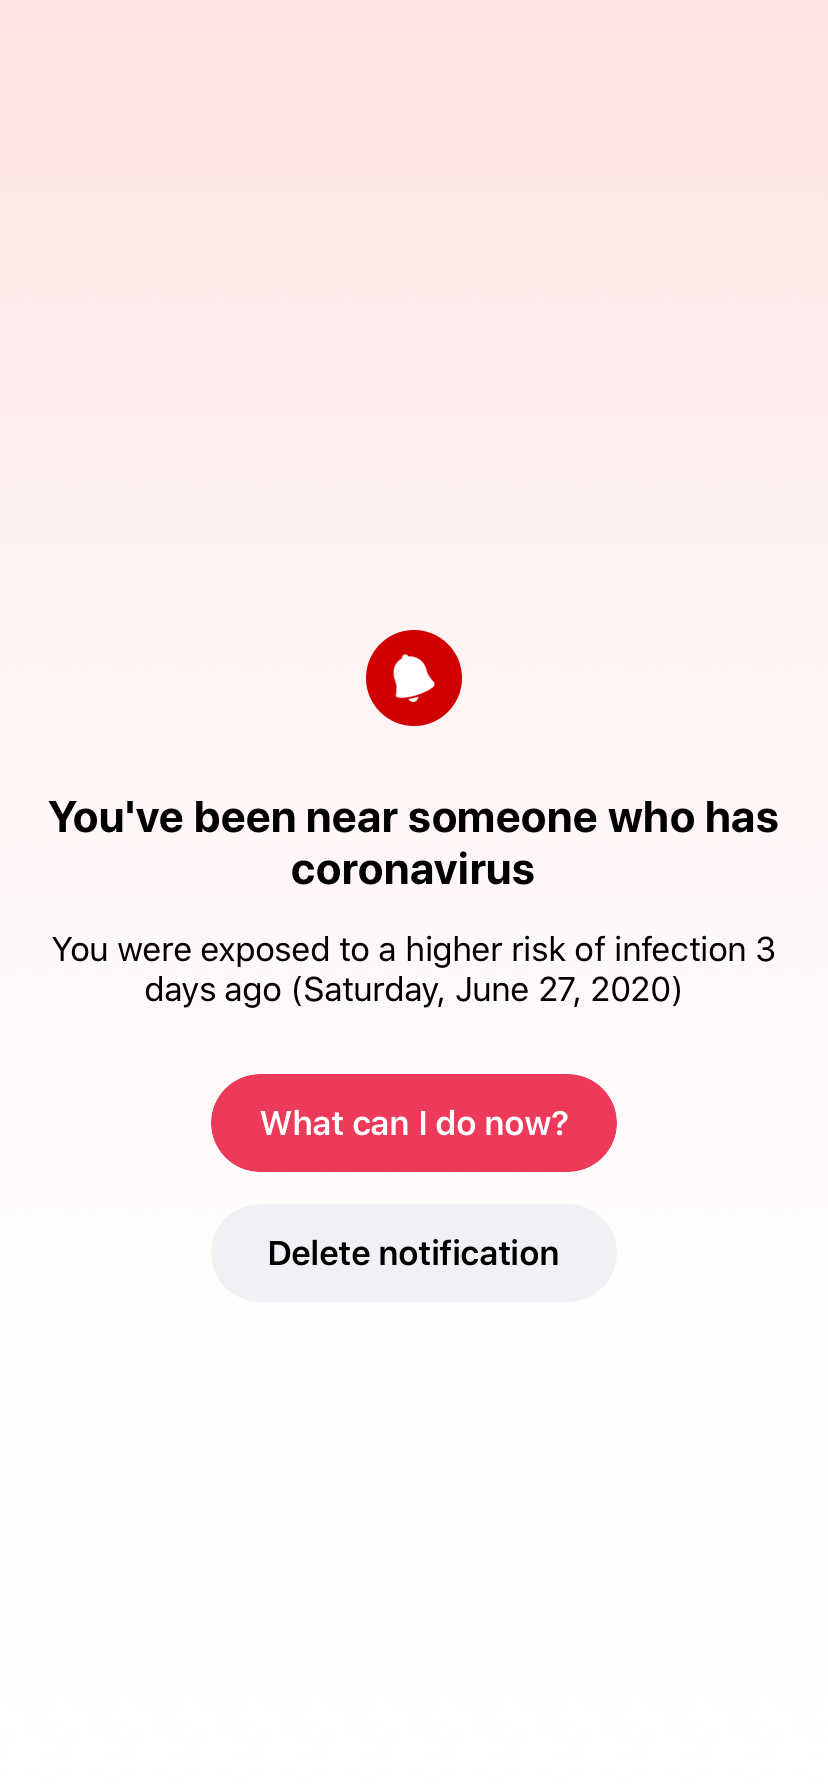 You've been near someone who has
coronavirus
You were exposed to a higher risk of infection 3
days ago (Saturday, June 27, 2020)
What can I do now?
Delete notification